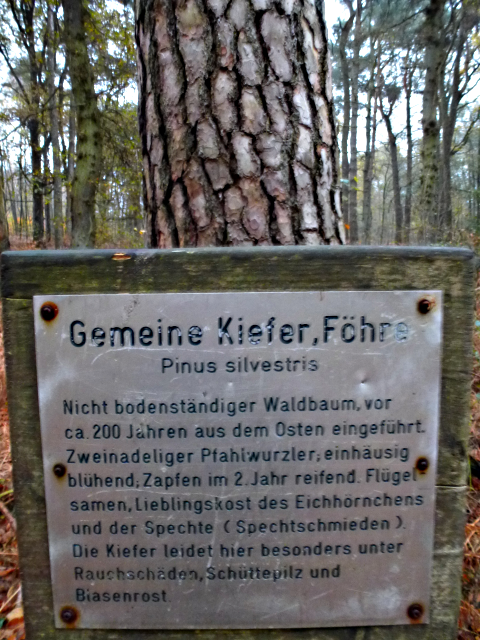 Gemeine Kiefer, Föhre
Pinus silvestris
Nicht bodenständiger Waldbaum, vor
ca. 200 Jahren aus dem Osten eingeführt.
Zweinadeliger Pfahlwurzler; einhäusig
blühend; Zapfen im 2. Jahr reifend. Flügel
samen, Lieblingskost des Eichhörnchens
und der Spechte ( Spechtschmieden ).
Die Kiefer leidet hier besonders unter
Rauchschäden, Schüttepilz und
Blasenrost.